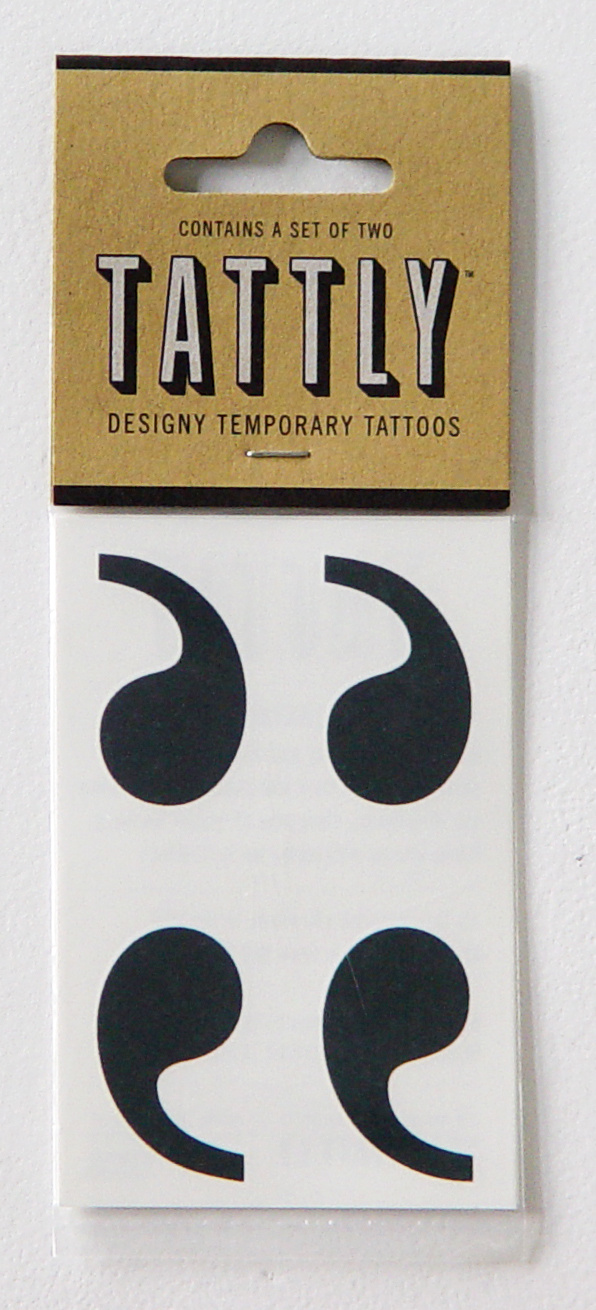 CONTAINS A SET OF TWO
TATTLY™
DESIGNY TEMPORARY TATTOOS